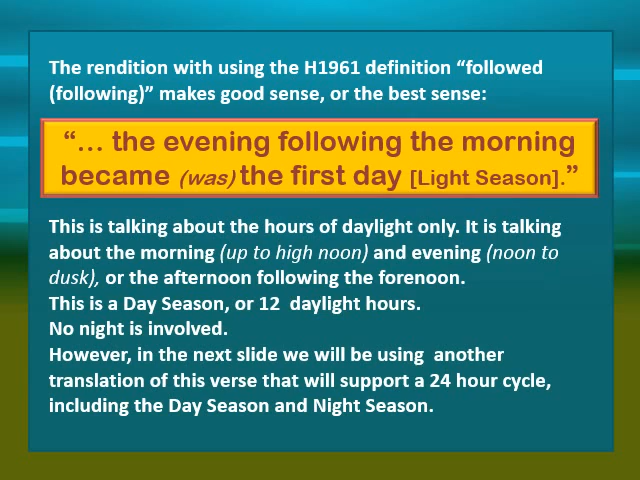 The rendition with using the H1961 definition “followed
(following)” makes good sense, or the best sense:
“… the evening following the morning
became (was) the first day [Light Season].”
This is talking about the hours of daylight only. It is talking
about the morning (up to high noon) and evening (noon to
dusk), or the afternoon following the forenoon.
This is a Day Season, or 12  daylight hours.
No night is involved.
However, in the next slide we will be using  another
translation of this verse that will support a 24 hour cycle,
including the Day Season and Night Season.